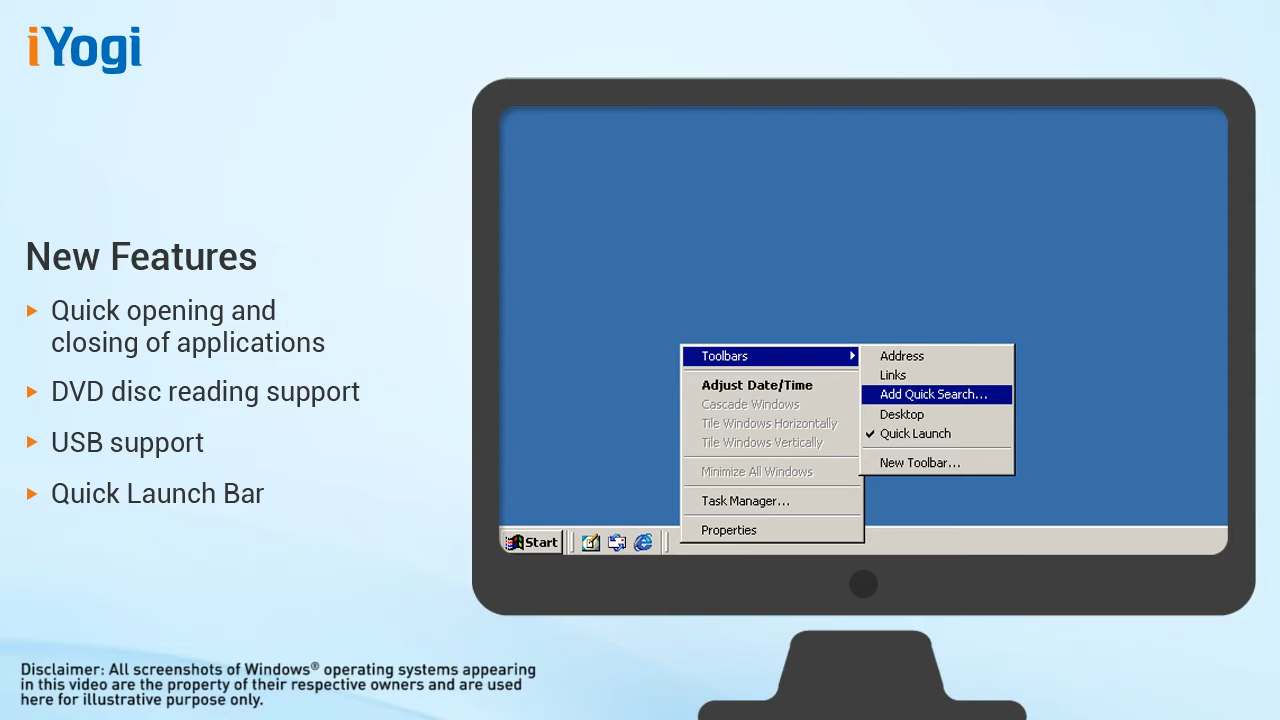 iYogi
New Features
Quick opening and
closing of applications
DVD disc reading support
USB support
Quick Launch Bar
Toolbars
Adjust Date/Time
Cascade Windows
Tile Windows Horizontally
Tile Windows Vertically
Minimize All Windows
Task Manager...
Properties
Address
Links
Add Quick Search...
Desktop
Quick Launch
New Toolbar...
Start
Disclaimer: All screenshots of Windows® operating systems appearing
in this video are the property of their respective owners and are used
here for illustrative purpose only.